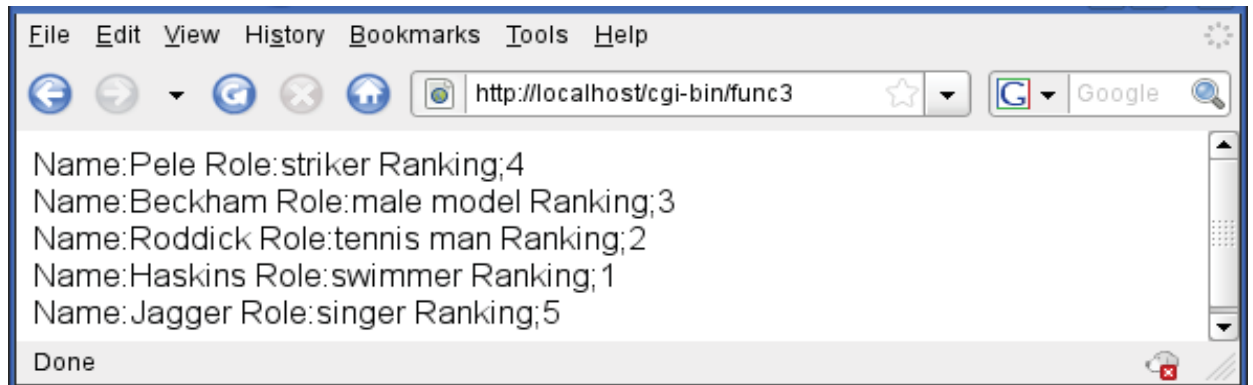 File Edit View History Bookmarks Tools Help
http://localhost/cgi-bin/func3 G Google
Name:Pele Role:striker Ranking;4
Name:Beckham Role:male model Ranking;3
Name:Roddick Role:tennis man Ranking;2
Name:Haskins Role:swimmer Ranking;1
Name:Jagger Role:singer Ranking;5
Done